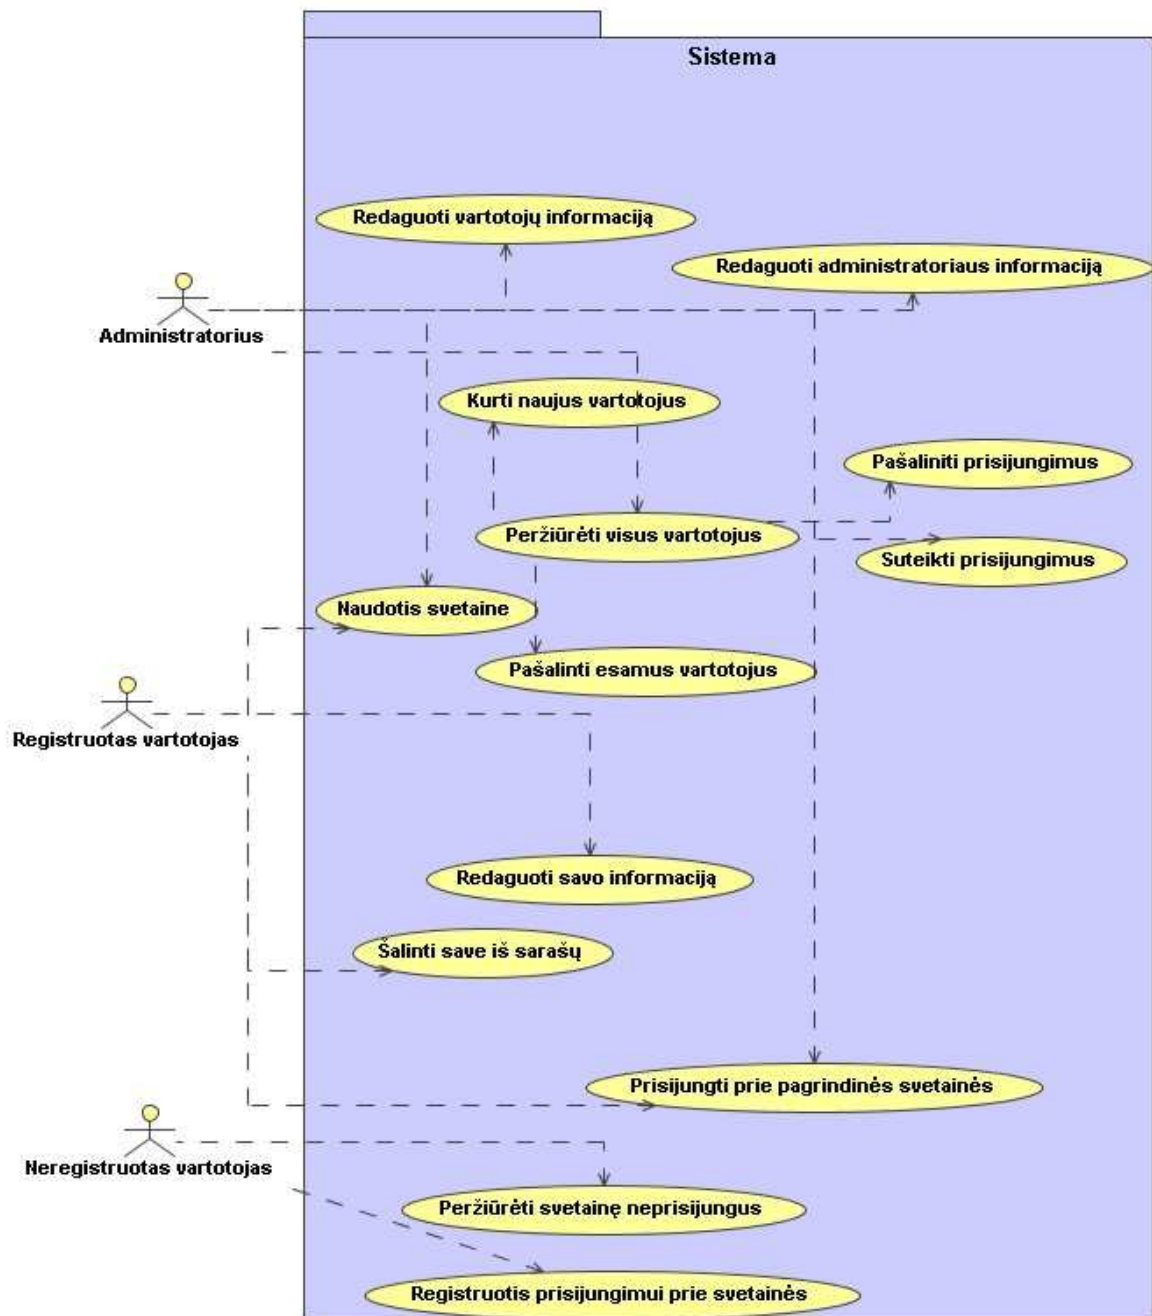 Sistema
Redaguoti vartotojų informaciją
Redaguoti administratoriaus informaciją
Administratorius
Kurti naujus vartotojus
Pašaliniti prisijungimus
Peržiūrėti visus vartotojus
Suteikti prisijungimus
Naudotis svetaine
Pašalinti esamus vartotojus
Registruotas vartotojas
Redaguoti savo informaciją
Šalinti save iš sarašų
Prisijungti prie pagrindinės svetainės
Neregistruotas vartotojas
Peržiūrėti svetainę neprisijungus
Registruotis prisijungimui prie svetainės